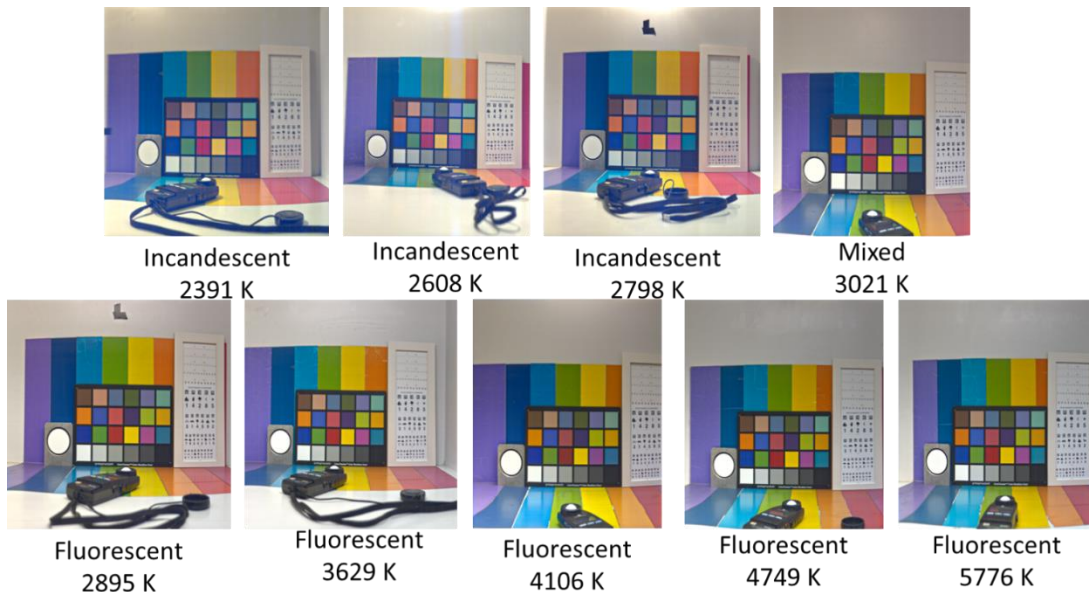 Incandescent
2391 K
Incandescent
2608 K
Incandescent
2798 K
Mixed
3021 K
Fluorescent
2895 K
Fluorescent
3629 K
Fluorescent
4106 K
Fluorescent
4749 K
Fluorescent
5776 K